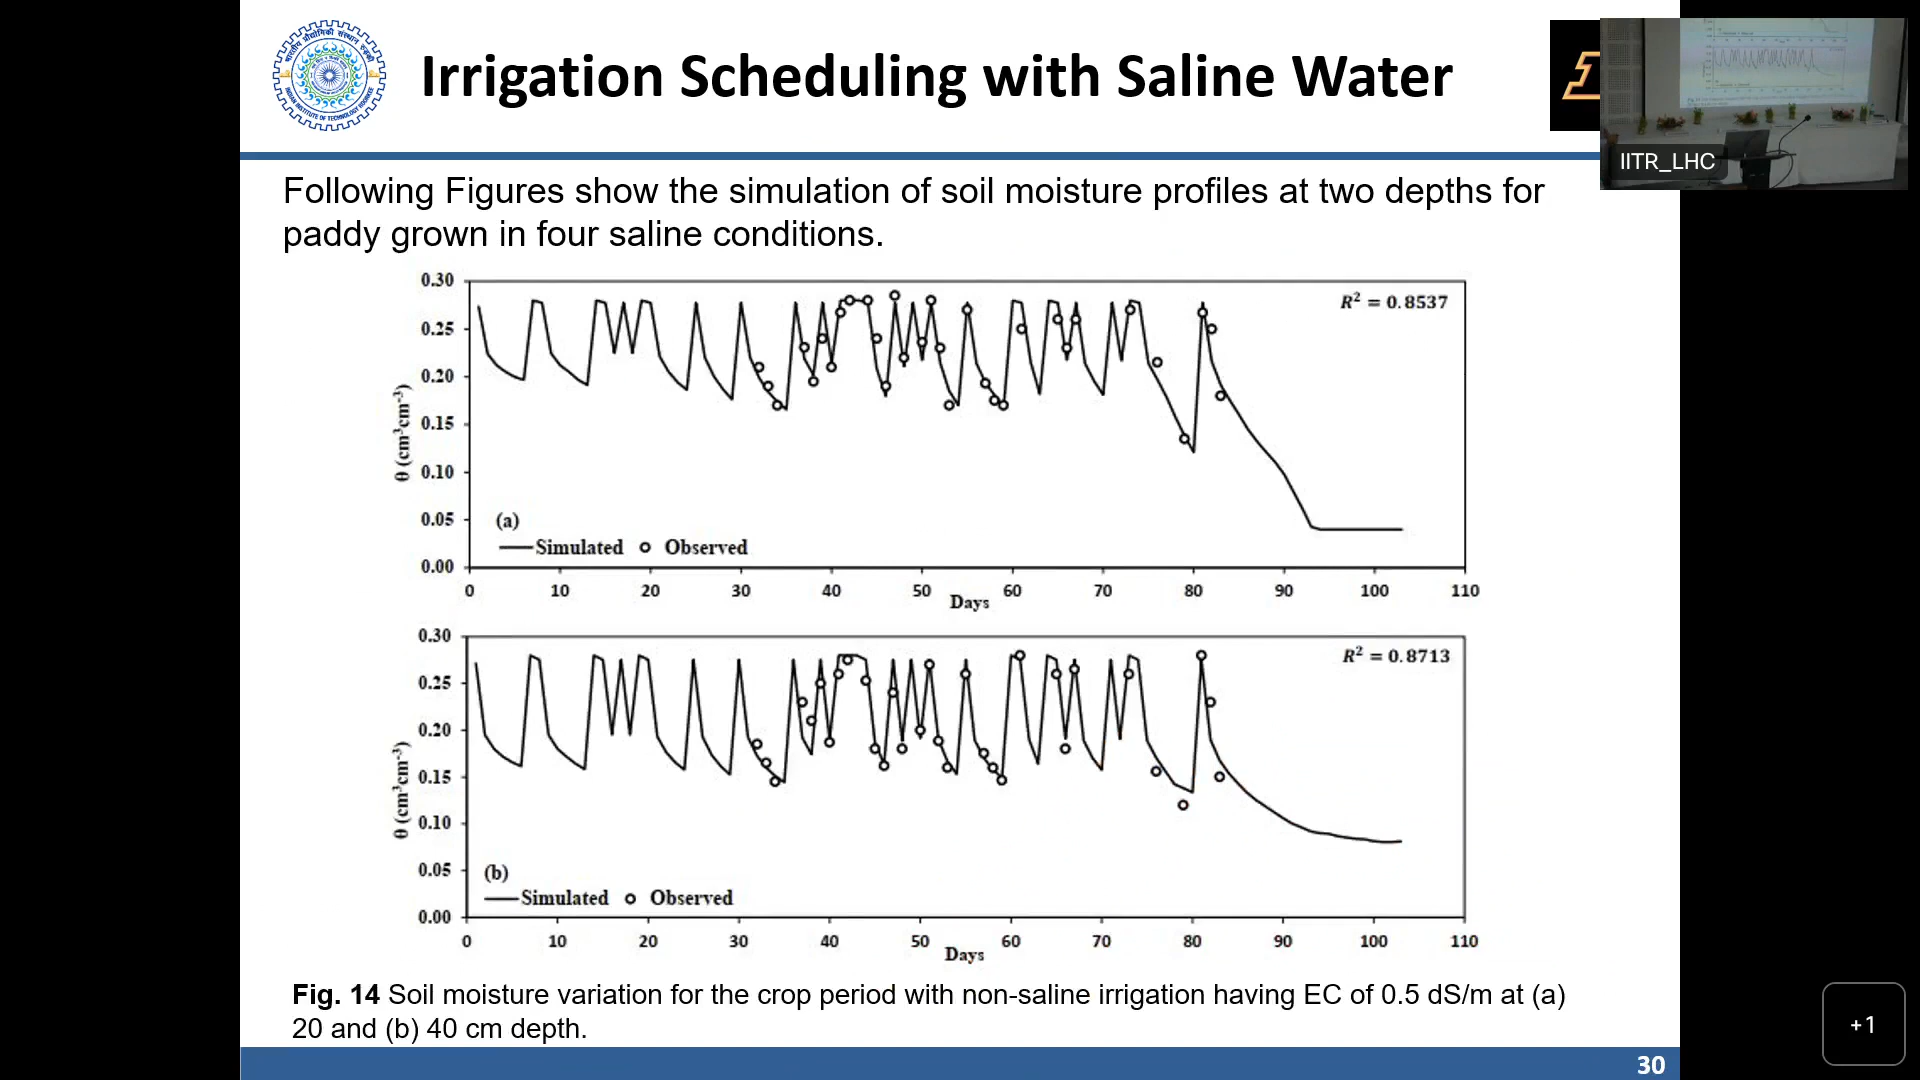 Irrigation Scheduling with Saline Water
IITR_LHC
Following Figures show the simulation of soil moisture profiles at two depths for
paddy grown in four saline conditions.
0.30
0.25
0.20
0.15
0.10
0.05
0.00
θ (cm³cm⁻³)
R² = 0.8537
(a)
Simulated Observed
0 10 20 30 40 50 60 70 80 90 100 110
Days
0.30
0.25
0.20
0.15
0.10
0.05
0.00
θ (cm³cm⁻³)
R² = 0.8713
(b)
Simulated Observed
0 10 20 30 40 50 60 70 80 90 100 110
Days
Fig. 14 Soil moisture variation for the crop period with non-saline irrigation having EC of 0.5 dS/m at (a)
20 and (b) 40 cm depth.
+1
30